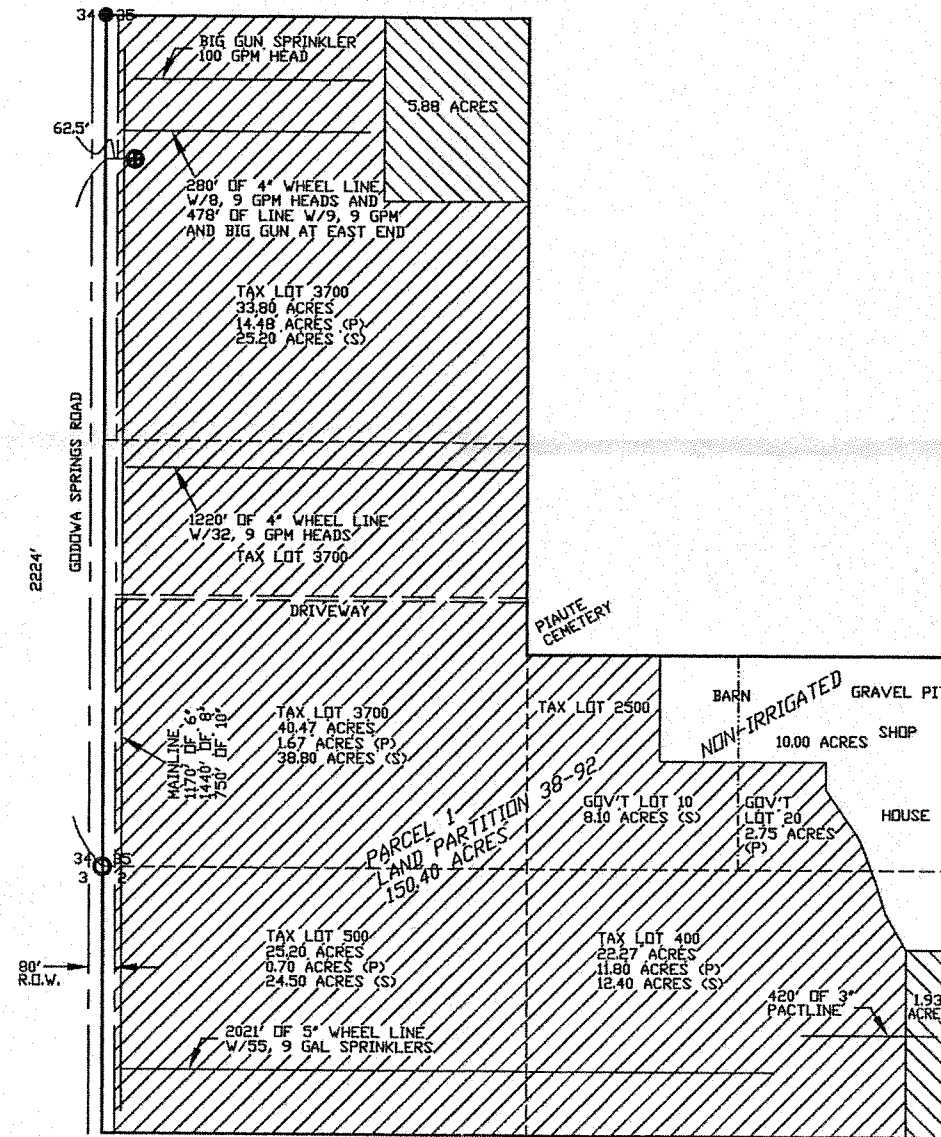 34 35
BIG GUN SPRINKLER
100 GPM HEAD
5.88 ACRES
62.5'
280' OF 4" WHEEL LINE
W/8, 9 GPM HEADS AND
478' OF LINE W/9, 9 GPM
AND BIG GUN AT EAST END
TAX LOT 3700
33.80 ACRES
14.48 ACRES (P)
25.20 ACRES (S)
GODOWA SPRINGS ROAD
2224'
1220' OF 4" WHEEL LINE
W/32, 9 GPM HEADS
TAX LOT 3700
DRIVEWAY
PIAUTE
CEMETERY
MAINLINE
1170' OF 6"
1440' OF 8"
750' OF 10"
TAX LOT 3700
40.47 ACRES
1.67 ACRES (P)
38.80 ACRES (S)
TAX LOT 2500
BARN
GRAVEL PIT
NON-IRRIGATED
10.00 ACRES
SHOP
HOUSE
GOV'T LOT 10
8.10 ACRES (S)
GOV'T
LOT 20
2.75 ACRES
(P)
PARCEL 1
LAND PARTITION 38-92
150.40 ACRES
34 35
3 2
TAX LOT 500
25.20 ACRES
0.70 ACRES (P)
24.50 ACRES (S)
TAX LOT 400
22.27 ACRES
11.80 ACRES (P)
12.40 ACRES (S)
80'
R.O.W.
420' OF 3"
PACTLINE
1.93
ACRE
2021' OF 5" WHEEL LINE
W/55, 9 GAL SPRINKLERS